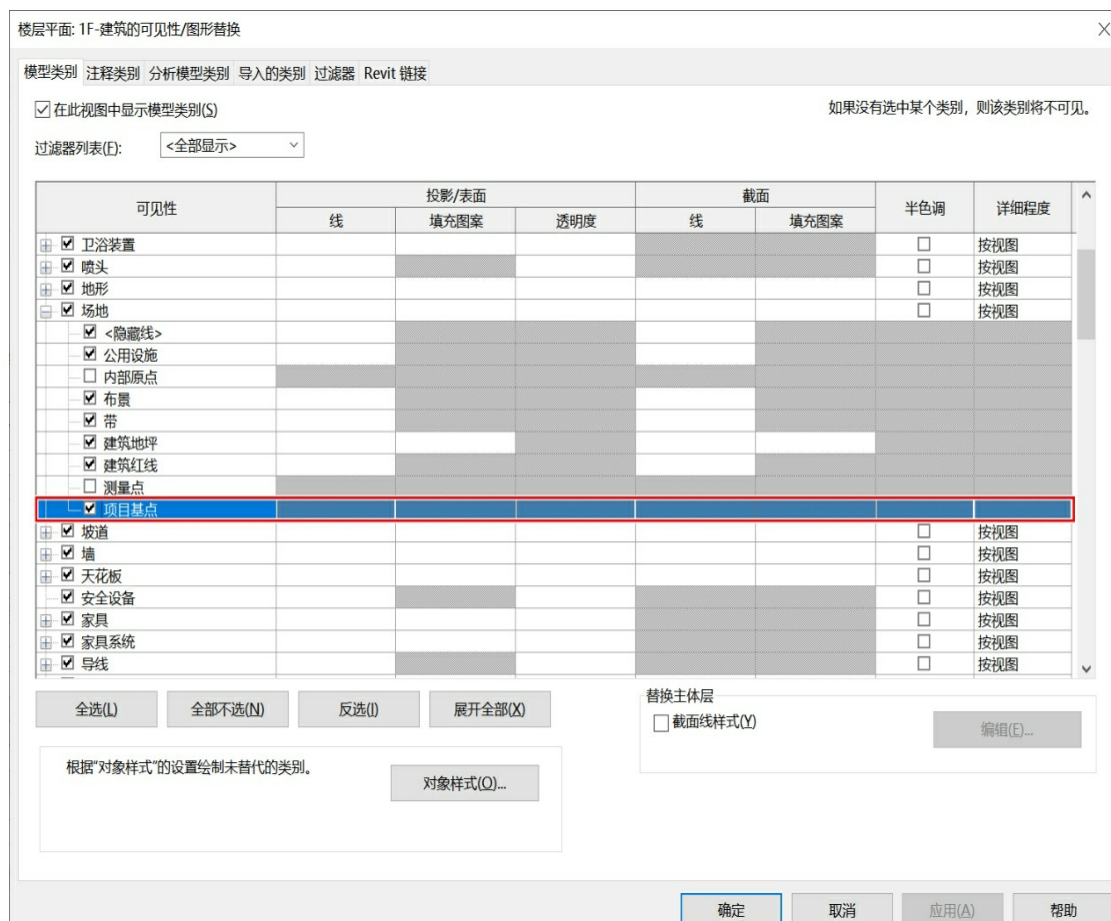 楼层平面: 1F-建筑的可见性/图形替换
模型类别 注释类别 分析模型类别 导入的类别 过滤器 Revit 链接
在此视图中显示模型类别(S) 如果没有选中某个类别，则该类别将不可见。
过滤器列表(F): <全部显示>
可见性 投影/表面 截面 半色调 详细程度
线 填充图案 透明度 线 填充图案
卫浴装置 按视图
喷头 按视图
地形 按视图
场地 按视图
<隐藏线>
公用设施
内部原点
布景
带
建筑地坪
建筑红线
测量点
项目基点
坡道 按视图
墙 按视图
天花板 按视图
安全设备 按视图
家具 按视图
家具系统 按视图
导线 按视图
全选(L) 全部不选(N) 反选(I) 展开全部(X)
替换主体层
截面线样式(Y) 编辑(E)...
根据"对象样式"的设置绘制未替代的类别。
对象样式(O)...
确定 取消 应用(A) 帮助